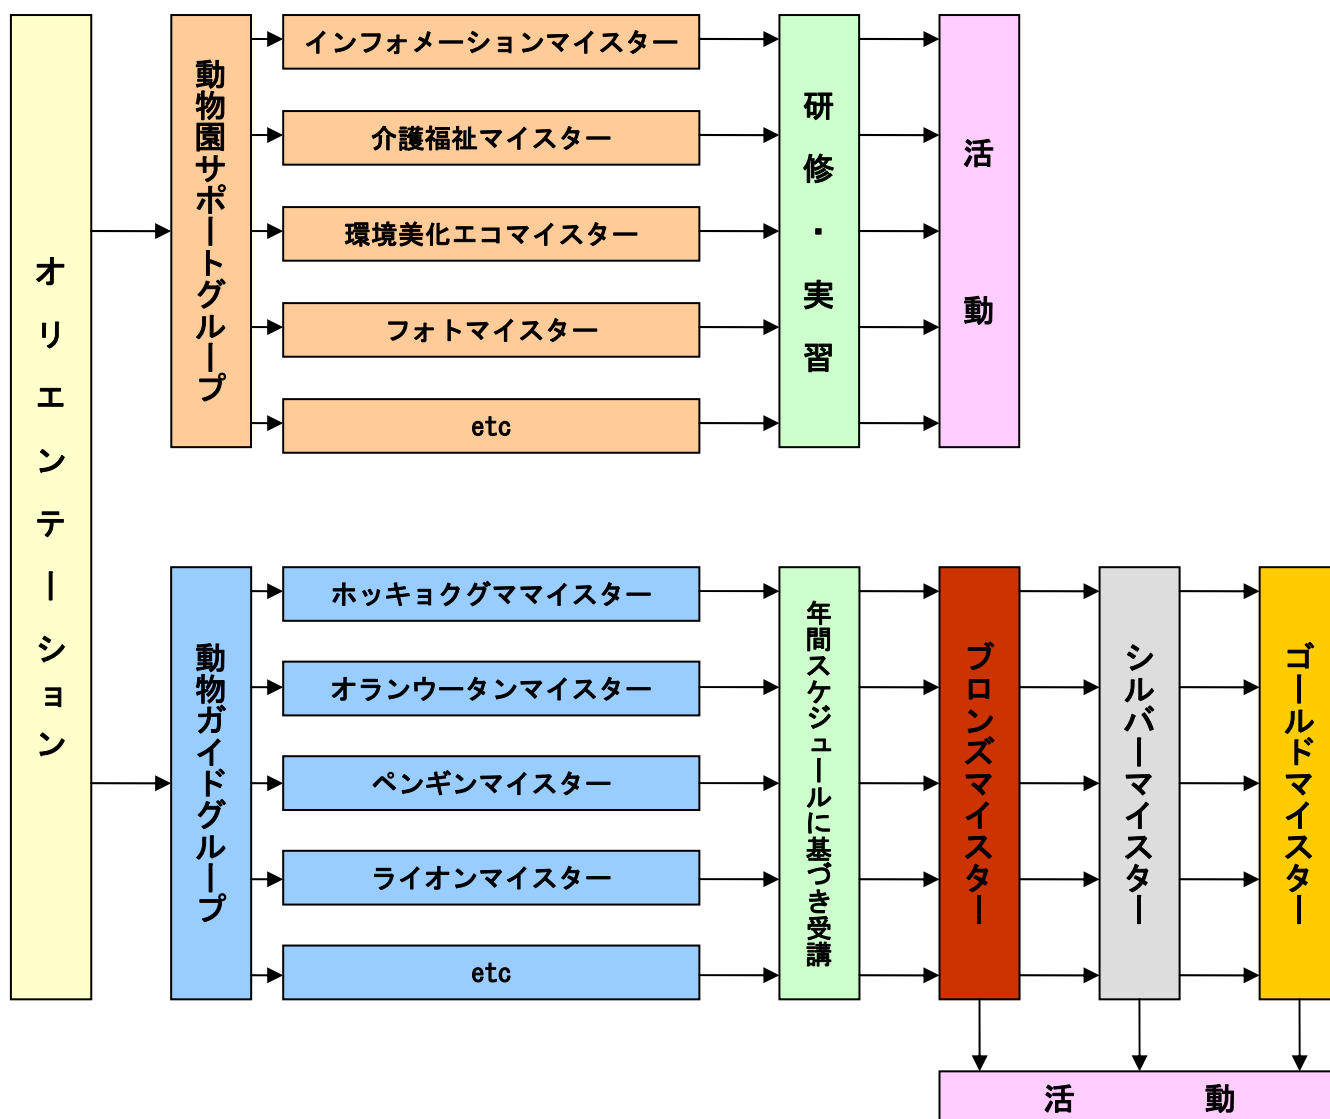 オリエンテーション
動物園サポートグループ
インフォメーションマイスター
介護福祉マイスター
環境美化エコマイスター
フォトマイスター
etc
研修・実習
活動
動物ガイドグループ
ホッキョクグママイスター
オランウータンマイスター
ペンギンマイスター
ライオンマイスター
etc
年間スケジュールに基づき受講
ブロンズマイスター
シルバーマイスター
ゴールドマイスター
活動